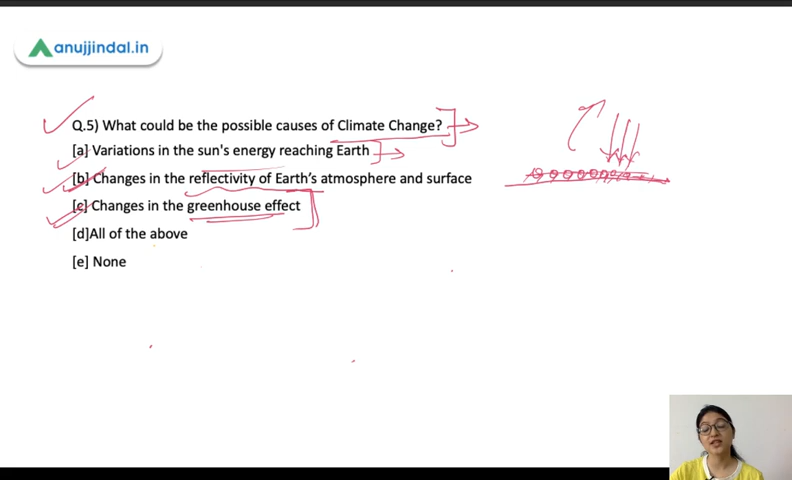 anujjindal.in
Q.5) What could be the possible causes of Climate Change?
[a] Variations in the sun's energy reaching Earth
[b] Changes in the reflectivity of Earth's atmosphere and surface
[c] Changes in the greenhouse effect
[d]All of the above
[e] None